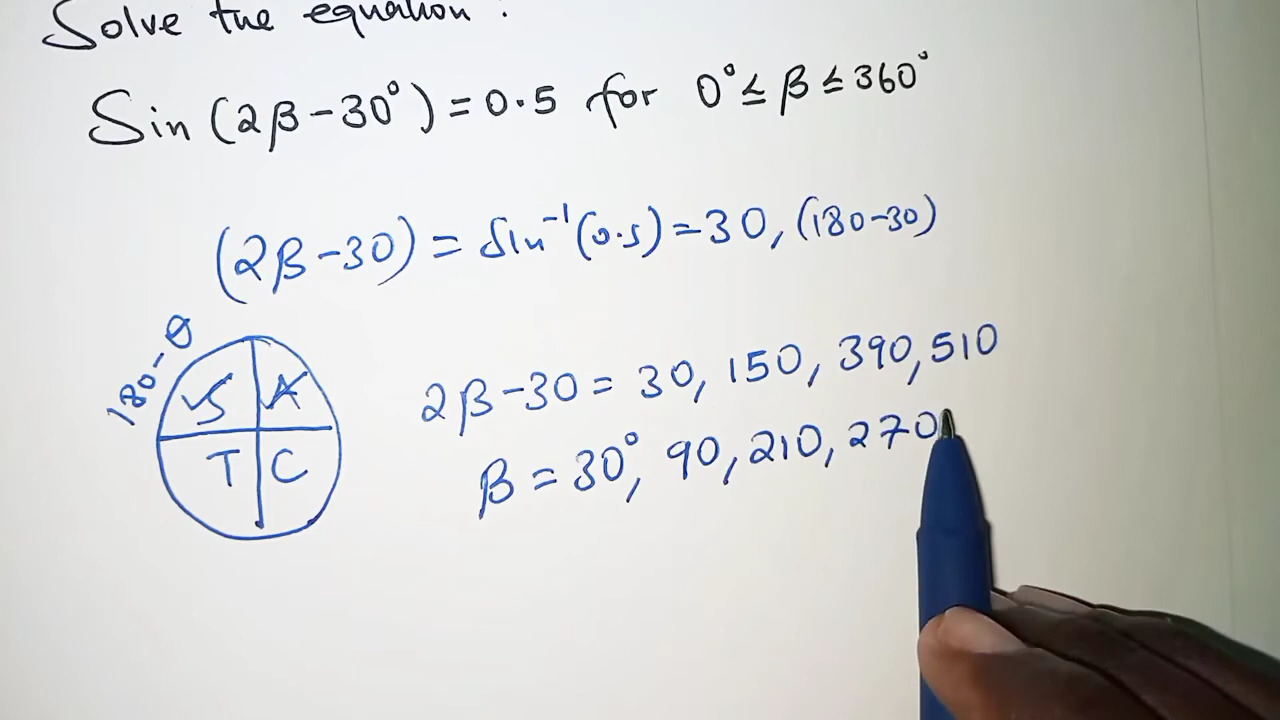 Solve the equation:
Sin (2β-30°) = 0.5 for 0° ≤ β ≤ 360°
(2β-30) = Sin⁻¹(0.5) = 30, (180-30)
180-θ
S A
T C
2β-30 = 30, 150, 390, 510
β = 30°, 90, 210, 270